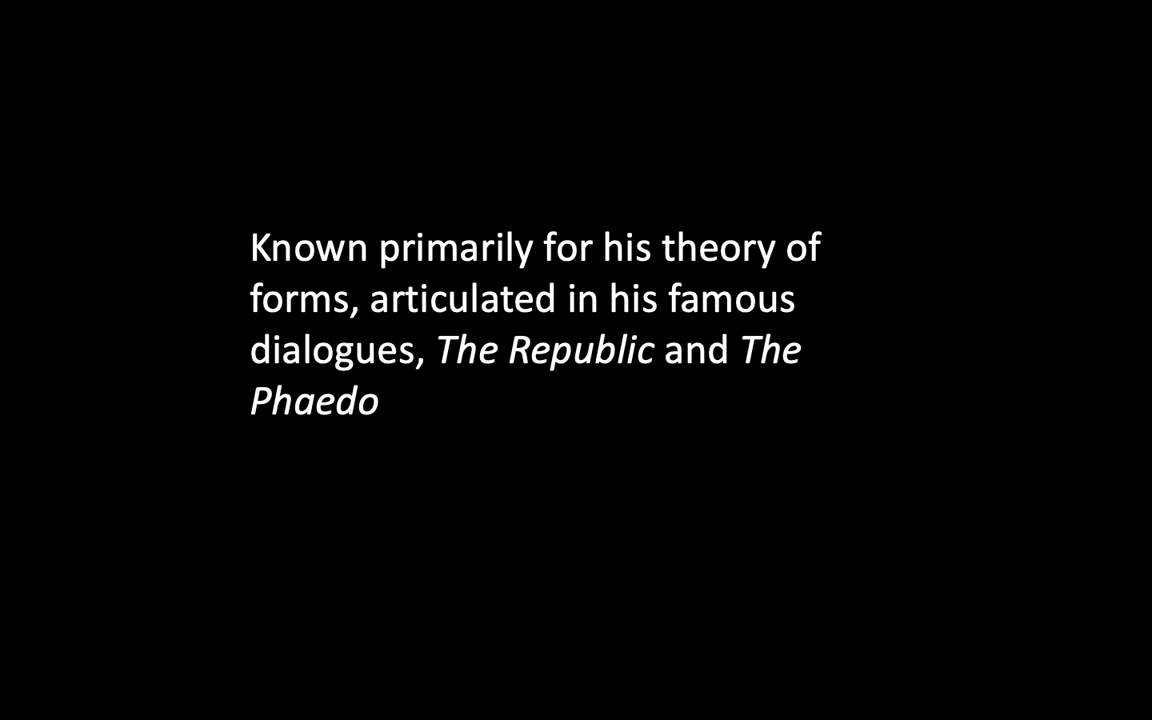 Known primarily for his theory of
forms, articulated in his famous
dialogues, The Republic and The
Phaedo